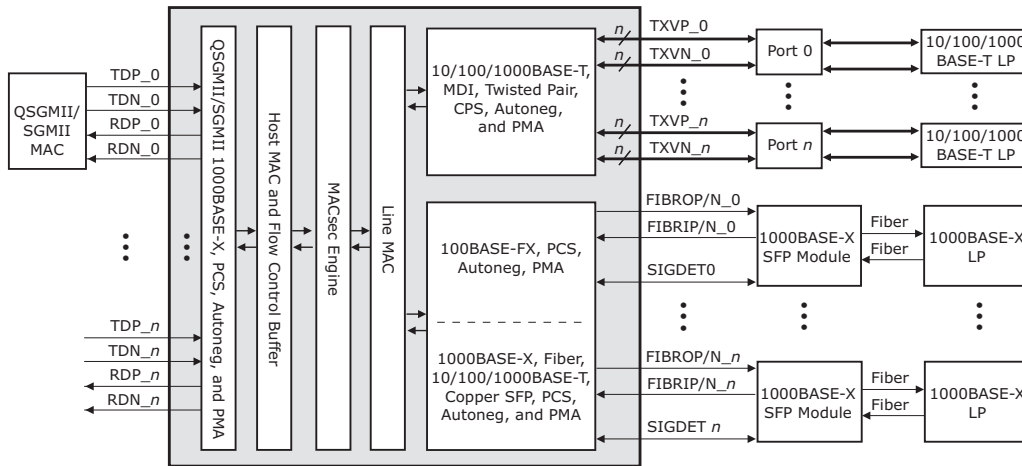 QSGMII/
SGMII
MAC
TDP_0
TDN_0
RDP_0
RDN_0
TDP_n
TDN_n
RDP_n
RDN_n
QSGMII/SGMII 1000BASE-X, PCS, Autoneg, and PMA
Host MAC and Flow Control Buffer
MACsec Engine
Line MAC
10/100/1000BASE-T,
MDI, Twisted Pair,
CPS, Autoneg,
and PMA
100BASE-FX, PCS,
Autoneg, PMA
1000BASE-X, Fiber,
10/100/1000BASE-T,
Copper SFP, PCS,
Autoneg, and PMA
n
TXVP_0
n
TXVN_0
n
TXVP_n
n
TXVN_n
Port 0
Port n
10/100/1000
BASE-T LP
10/100/1000
BASE-T LP
FIBROP/N_0
FIBRIP/N_0
SIGDET0
1000BASE-X
SFP Module
Fiber
Fiber
1000BASE-X
LP
FIBROP/N_n
FIBRIP/N_n
SIGDET n
1000BASE-X
SFP Module
Fiber
Fiber
1000BASE-X
LP